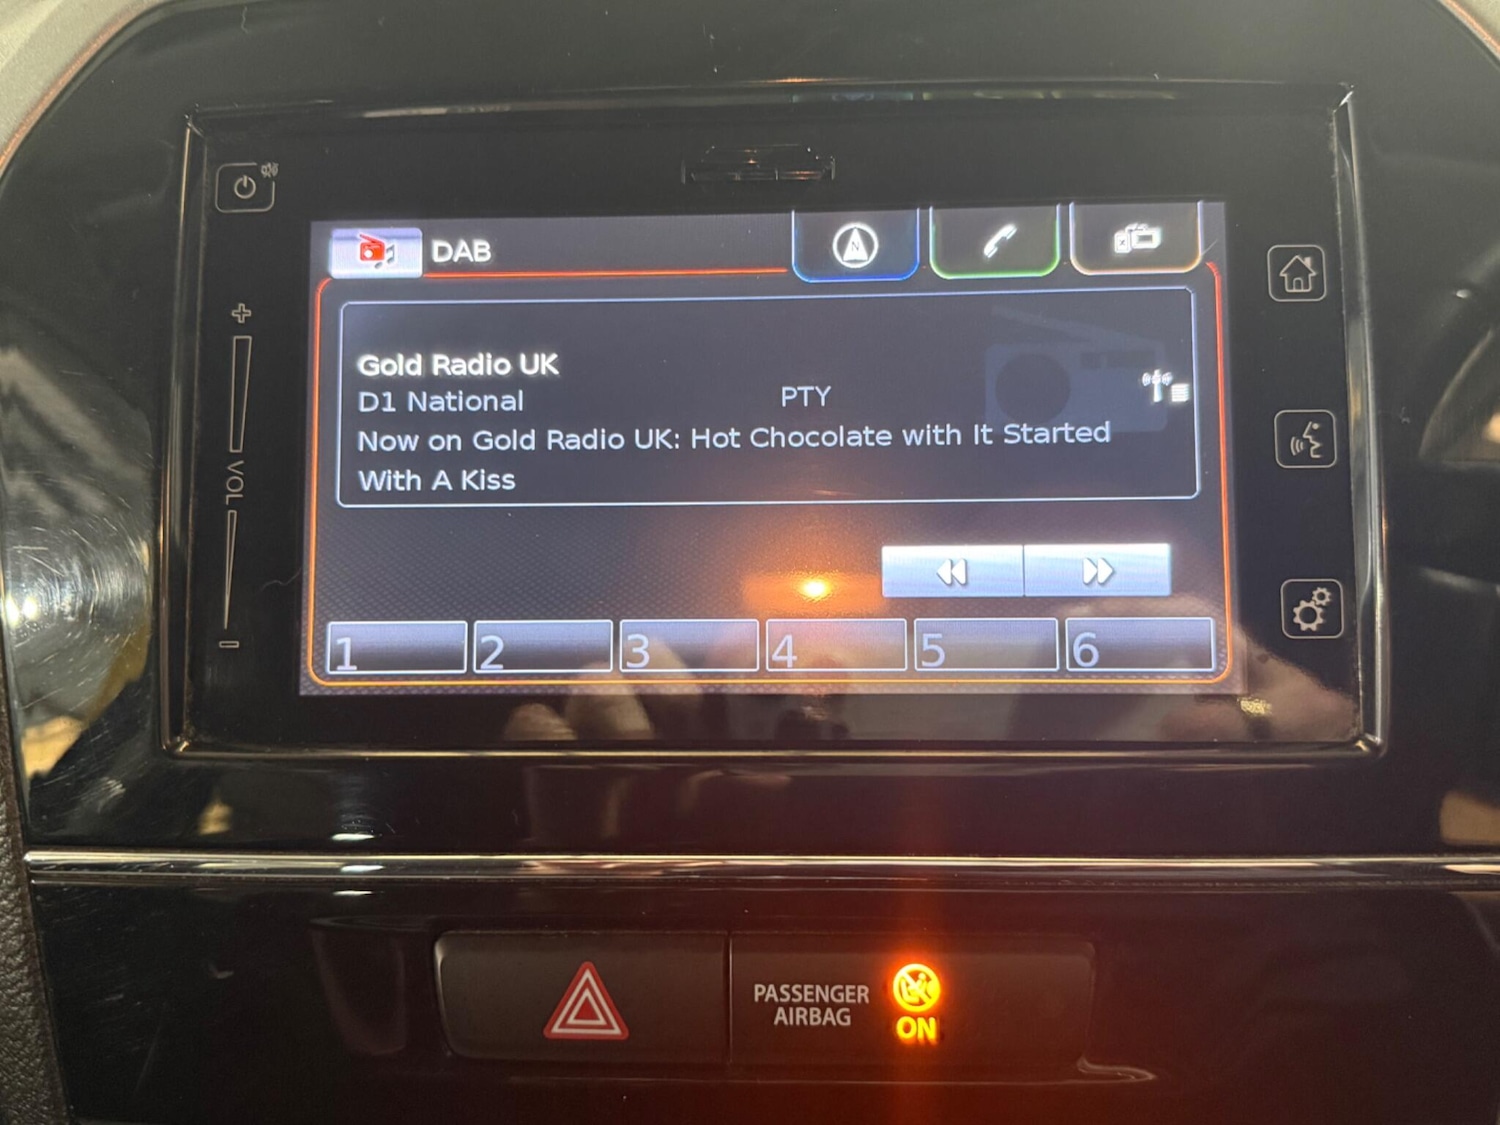 DAB
N
Gold Radio UK
D1 National
PTY
Now on Gold Radio UK: Hot Chocolate with It Started
With A Kiss
+
VOL
-
1
2
3
4
5
6
PASSENGER
AIRBAG
ON